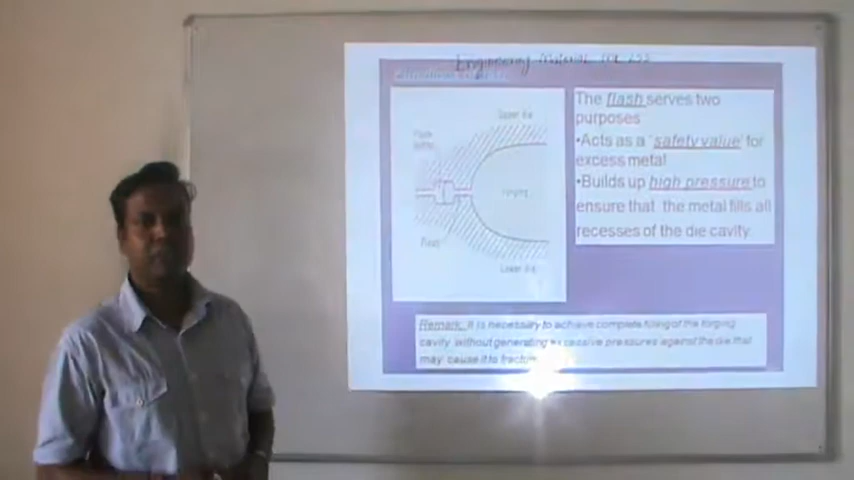 Engineering Material
The flash serves two
purposes
•Acts as a 'safety value' for
excess metal
•Builds up high pressure to
ensure that the metal fills all
recesses of the die cavity
Upper die
Flash
Lower die
Remark: It is necessary to achieve complete filling of the forging
cavity without generating excessive pressures against the die that
may cause it to fracture